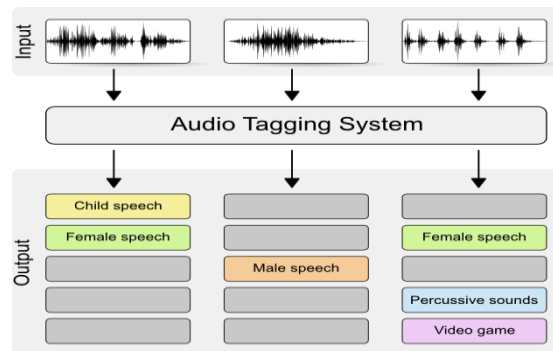 Input
Audio Tagging System
Output
Child speech
Female speech
Male speech
Female speech
Percussive sounds
Video game